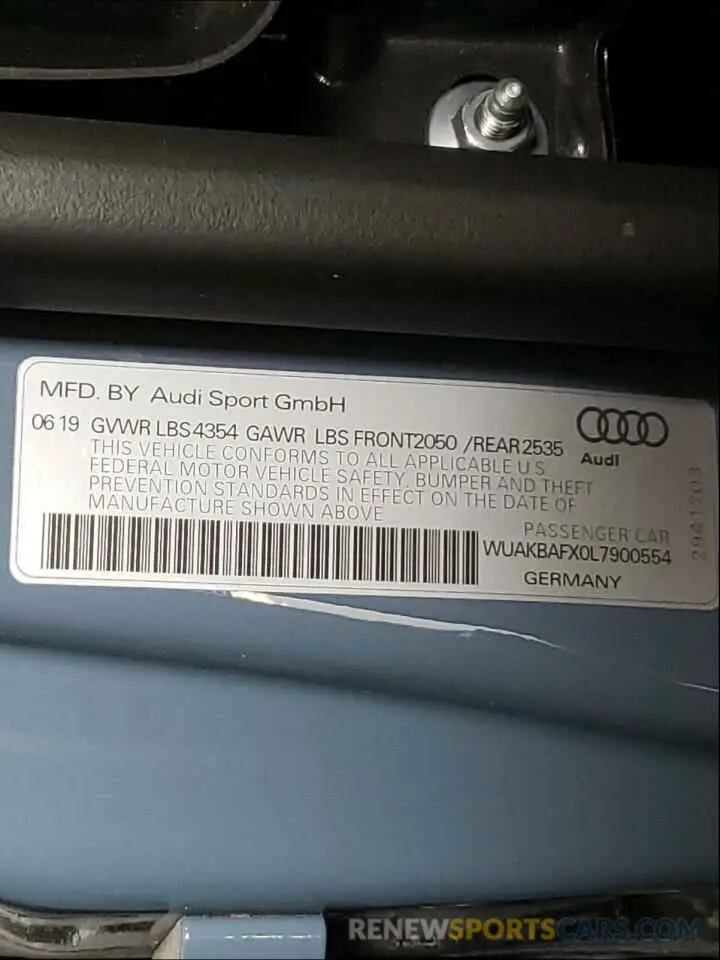 MFD. BY Audi Sport GmbH
06 19 GVWR LBS 4354 GAWR LBS FRONT2050 /REAR 2535
THIS VEHICLE CONFORMS TO ALL APPLICABLE U S
FEDERAL MOTOR VEHICLE SAFETY, BUMPER AND THEFT
PREVENTION STANDARDS IN EFFECT ON THE DATE OF
MANUFACTURE SHOWN ABOVE
Audi
PASSENGER CAR
WUAKBAFX0L7900554
GERMANY
2941203
RENEWSPORTSCARS.COM